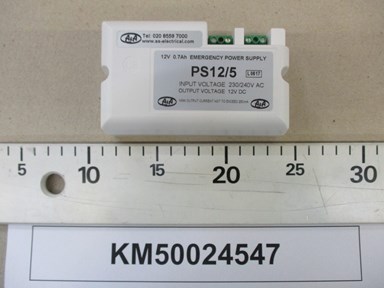 A&A
Tel: 020 8559 7000
www.aa-electrical.com
12V 0.7Ah EMERGENCY POWER SUPPLY
PS12/5
INPUT VOLTAGE 230/240V AC
OUTPUT VOLTAGE 12V DC
A&A
A&A
5 10 15 20 25 30
KM50024547